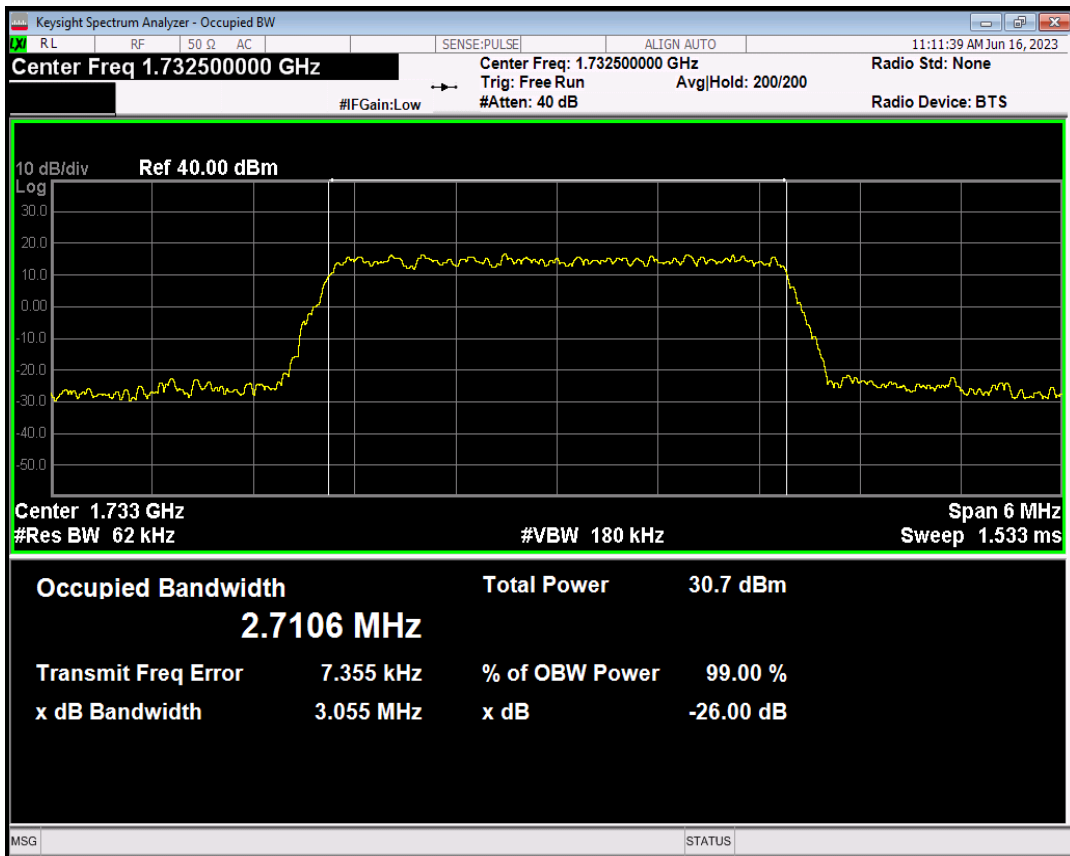 Keysight Spectrum Analyzer - Occupied BW
LXI RL RF 50 Ω AC SENSE:PULSE ALIGN AUTO 11:11:39 AM Jun 16, 2023
Center Freq 1.732500000 GHz Center Freq: 1.732500000 GHz Radio Std: None
Trig: Free Run Avg|Hold: 200/200
#IFGain:Low #Atten: 40 dB Radio Device: BTS
10 dB/div Ref 40.00 dBm
Log
30.0
20.0
10.0
0.00
-10.0
-20.0
-30.0
-40.0
-50.0
Center 1.733 GHz Span 6 MHz
#Res BW 62 kHz #VBW 180 kHz Sweep 1.533 ms
Occupied Bandwidth Total Power 30.7 dBm
2.7106 MHz
Transmit Freq Error 7.355 kHz % of OBW Power 99.00 %
x dB Bandwidth 3.055 MHz x dB -26.00 dB
MSG STATUS